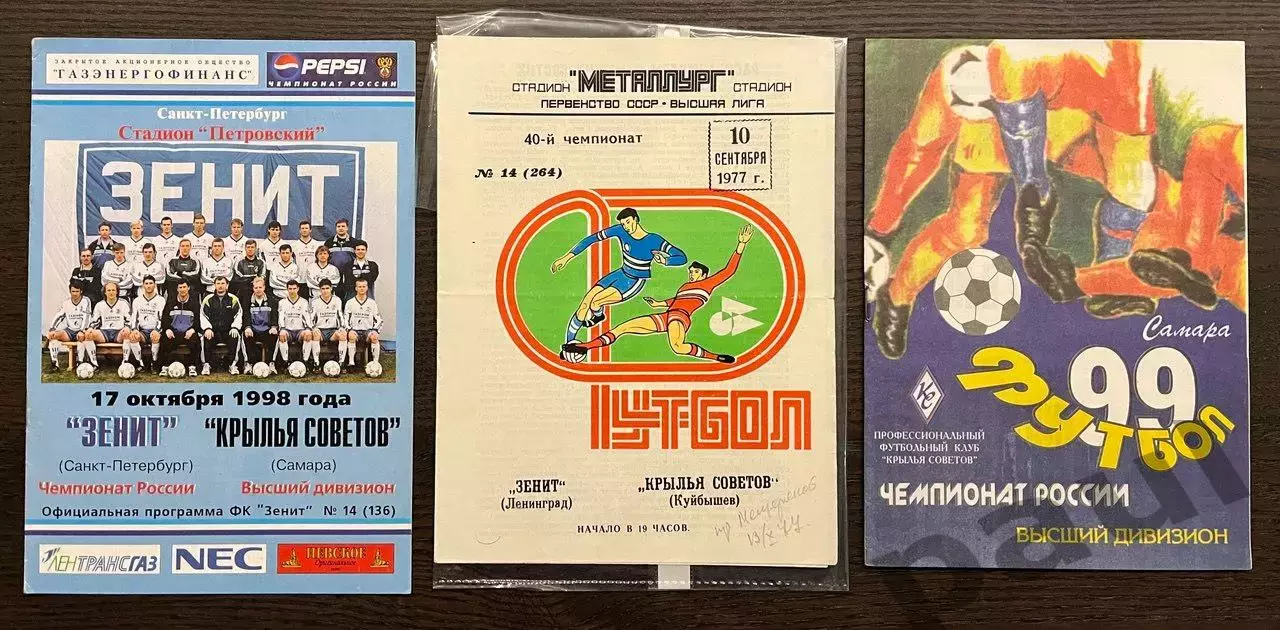 ЗАКРЫТОЕ АКЦИОНЕРНОЕ ОБЩЕСТВО
"ГАЗЭНЕРГОФИНАНС"
PEPSI
ЧЕМПИОНАТ РОССИИ
Санкт-Петербург
Стадион "Петровский"
ЗЕНИТ
17 октября 1998 года
"ЗЕНИТ" "КРЫЛЬЯ СОВЕТОВ"
(Санкт-Петербург) (Самара)
Чемпионат России Высший дивизион
Официальная программа ФК "Зенит" № 14 (136)
ЛЕНТРАНСГАЗ
NEC
НЕВСКОЕ
Оригинальное
СТАДИОН "МЕТАЛЛУРГ" СТАДИОН
ПЕРВЕНСТВО СССР • ВЫСШАЯ ЛИГА
40-й чемпионат
№ 14 (264)
10
СЕНТЯБРЯ
1977 г.
ФУТБОЛ
„ЗЕНИТ" „КРЫЛЬЯ СОВЕТОВ"
(Ленинград) (Куйбышев)
НАЧАЛО В 19 ЧАСОВ.
Самара
99
ФУТБОЛ
КС
ПРОФЕССИОНАЛЬНЫЙ
ФУТБОЛЬНЫЙ КЛУБ
"КРЫЛЬЯ СОВЕТОВ"
ЧЕМПИОНАТ РОССИИ
ВЫСШИЙ ДИВИЗИОН